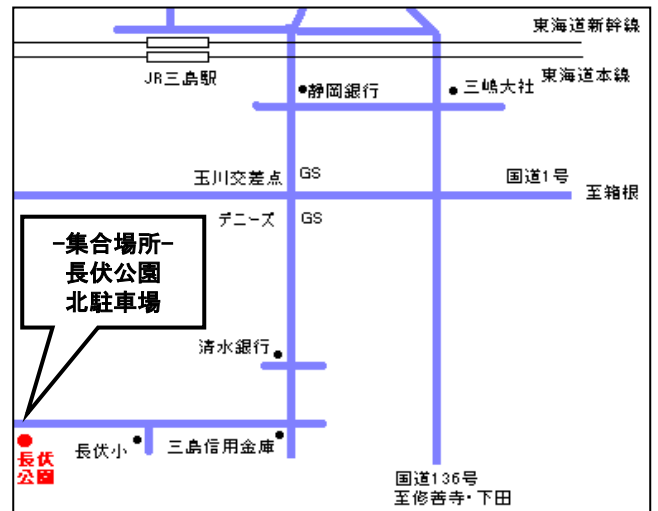 東海道新幹線
JR三島駅
東海道本線
静岡銀行
三嶋大社
玉川交差点
GS
国道1号
至箱根
デニーズ
GS
-集合場所-
長伏公園
北駐車場
清水銀行
長伏小
三島信用金庫
長伏
公園
国道136号
至修善寺・下田